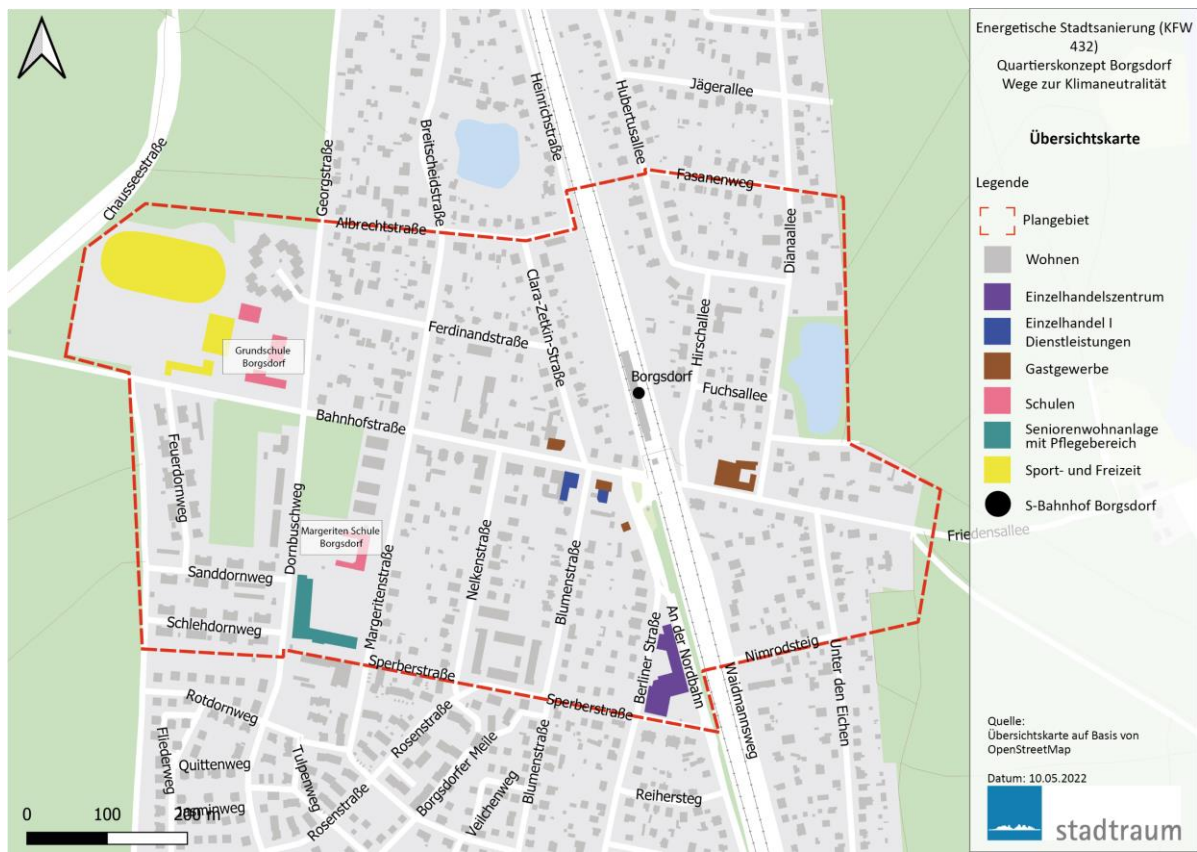 Energetische Stadtsanierung (KFW
432)
Quartierskonzept Borgsdorf
Wege zur Klimaneutralität
Übersichtskarte
Legende
Plangebiet
Wohnen
Einzelhandelszentrum
Einzelhandel I
Dienstleistungen
Gastgewerbe
Schulen
Seniorenwohnanlage
mit Pflegebereich
Sport- und Freizeit
S-Bahnhof Borgsdorf
Quelle:
Übersichtskarte auf Basis von
OpenStreetMap
Datum: 10.05.2022
stadtraum
Chausseestraße
Georgstraße
Breitscheidstraße
Heinrichstraße
Hubertusallee
Jägerallee
Fasanenweg
Albrechtstraße
Dianaallee
Clara-Zetkin-Straße
Ferdinandstraße
Hirschallee
Grundschule
Borgsdorf
Borgsdorf
Fuchsallee
Bahnhofstraße
Feuerdornweg
Dornbuschweg
Margeriten Schule
Borgsdorf
Friedensallee
Sanddornweg
Margeritenstraße
Nelkenstraße
Blumenstraße
Schlehdornweg
Berliner Straße
An der Nordbahn
Nimrodsteig
Waidmannsweg
Unter den Eichen
Sperberstraße
Sperberstraße
Rotdornweg
Fliederweg
Quittenweg
Tulpenweg
Rosenstraße
Rosenstraße
Borgsdorfer Meile
Veilchenweg
Blumenstraße
Reihersteg
Jasminweg
0 100 200 m